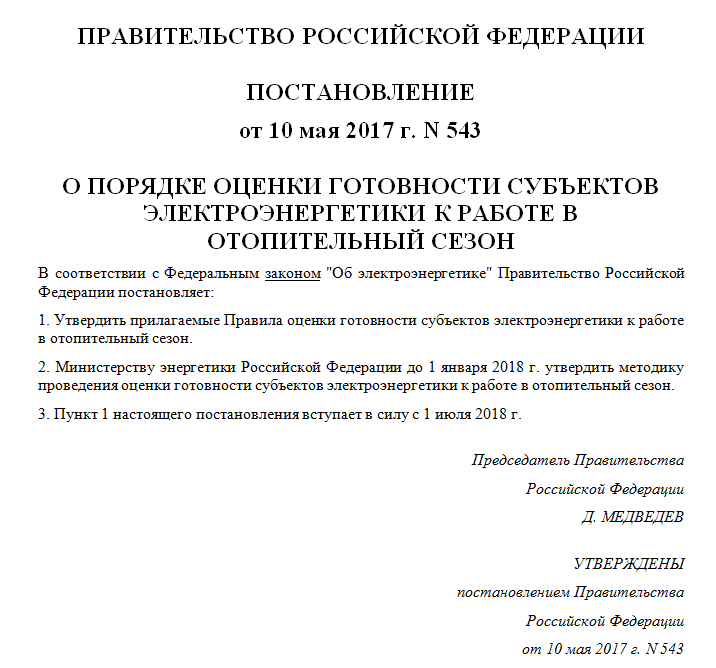 ПРАВИТЕЛЬСТВО РОССИЙСКОЙ ФЕДЕРАЦИИ
ПОСТАНОВЛЕНИЕ
от 10 мая 2017 г. N 543
О ПОРЯДКЕ ОЦЕНКИ ГОТОВНОСТИ СУБЪЕКТОВ
ЭЛЕКТРОЭНЕРГЕТИКИ К РАБОТЕ В
ОТОПИТЕЛЬНЫЙ СЕЗОН
В соответствии с Федеральным законом "Об электроэнергетике" Правительство Российской
Федерации постановляет:
1. Утвердить прилагаемые Правила оценки готовности субъектов электроэнергетики к работе
в отопительный сезон.
2. Министерству энергетики Российской Федерации до 1 января 2018 г. утвердить методику
проведения оценки готовности субъектов электроэнергетики к работе в отопительный сезон.
3. Пункт 1 настоящего постановления вступает в силу с 1 июля 2018 г.
Председатель Правительства
Российской Федерации
Д. МЕДВЕДЕВ
УТВЕРЖДЕНЫ
постановлением Правительства
Российской Федерации
от 10 мая 2017 г. N 543